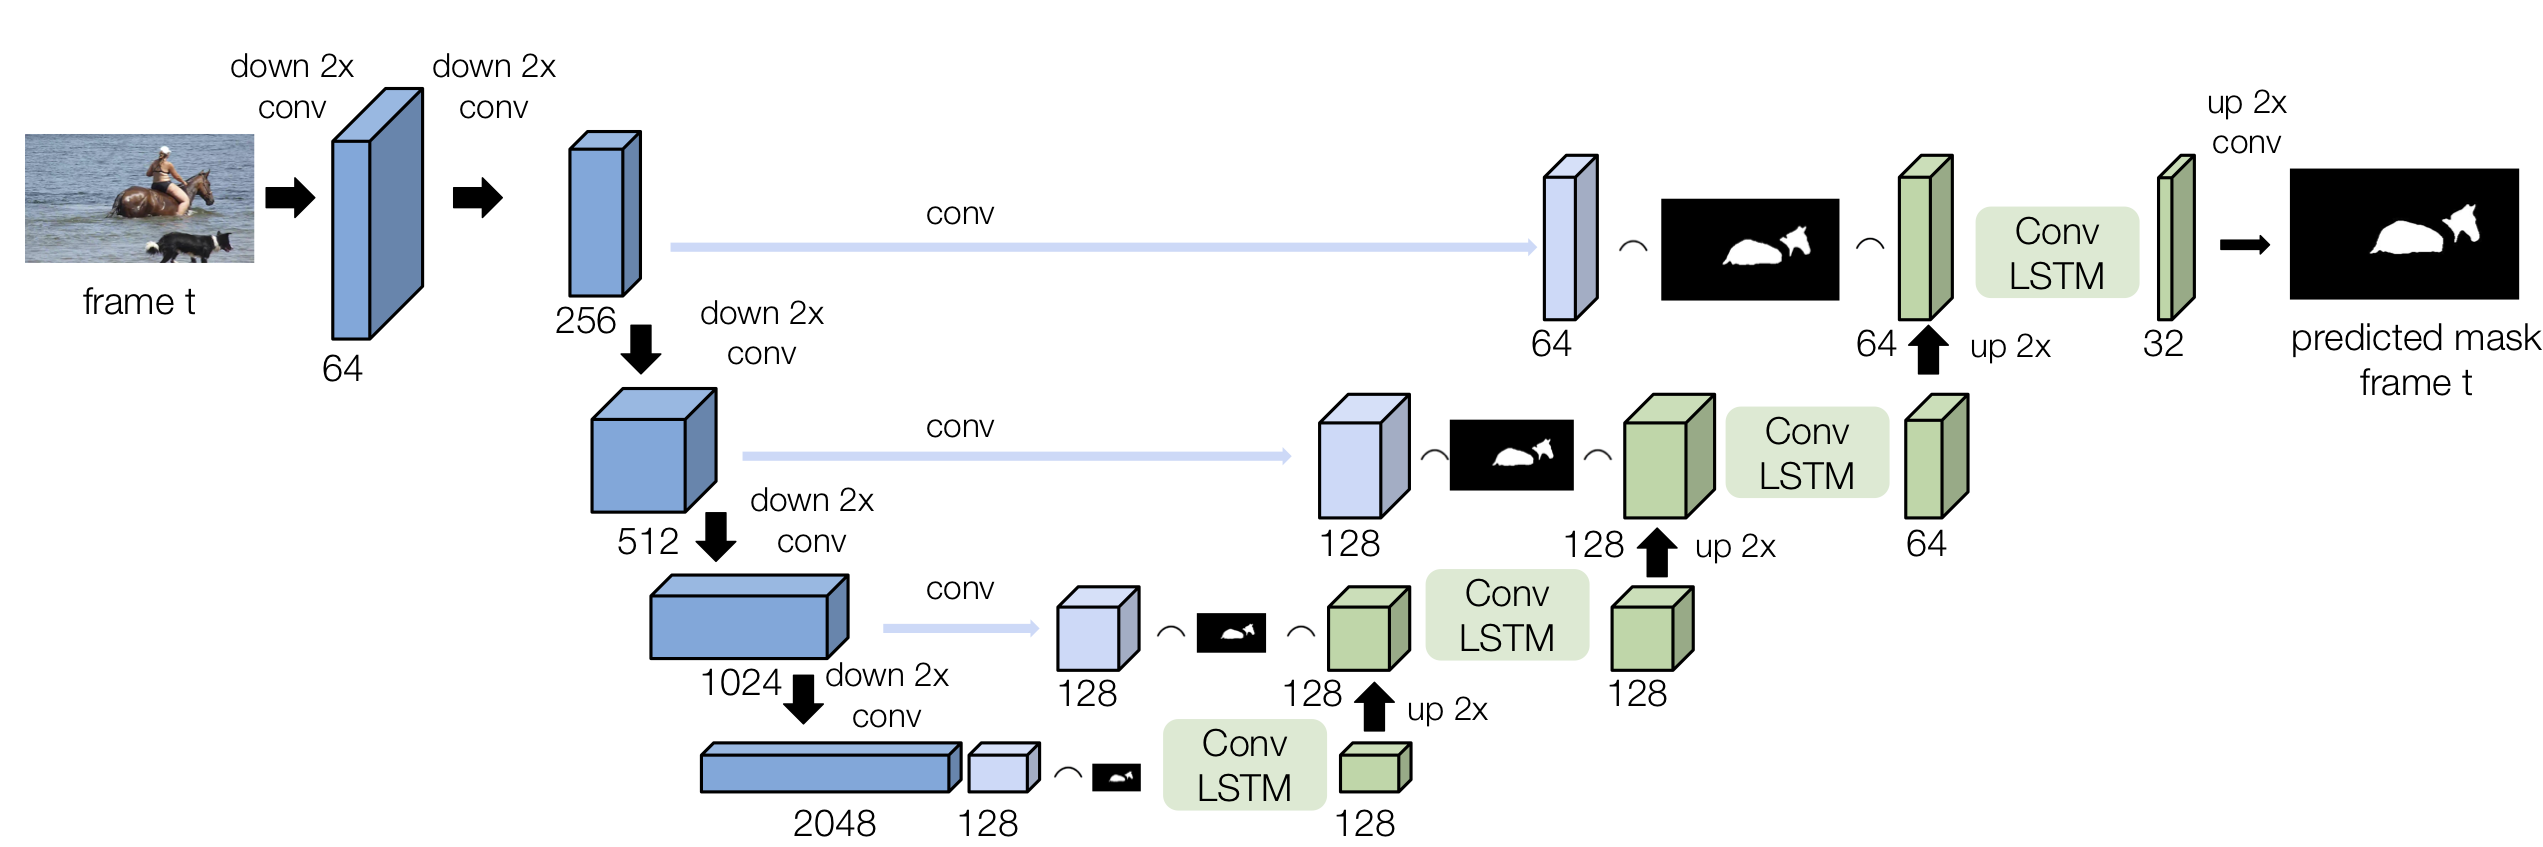 down 2x
conv
down 2x
conv
frame t
64
256
conv
64
64
Conv
LSTM
32
up 2x
conv
predicted mask
frame t
down 2x
conv
up 2x
512
conv
128
128
Conv
LSTM
64
down 2x
conv
up 2x
1024
conv
128
128
Conv
LSTM
128
down 2x
conv
up 2x
2048
128
Conv
LSTM
128